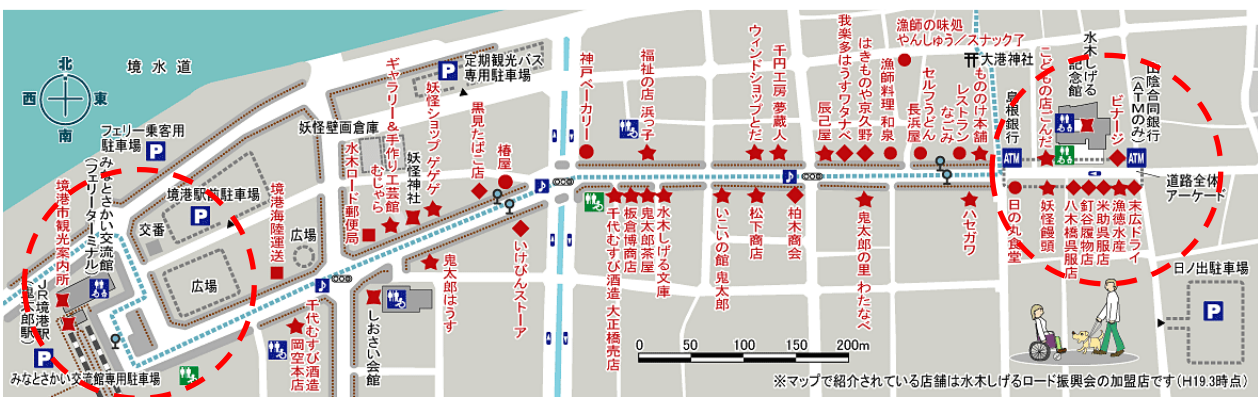 北
西
東
南
境水道
フェリー乗客用
駐車場
P
みなとさかい交流館
(フェリーターミナル)
境港市観光案内所
JR境港駅
(鬼太郎駅)
P
みなとさかい交流館専用駐車場
境港駅前駐車場
P
交番
広場
境港海陸運送
広場
妖怪壁画倉庫
水木ロード郵便局
むじゃら
ギャラリー&手作り工芸館
妖怪神社
妖怪ショップゲゲゲ
定期観光バス
専用駐車場
P
黒見たばこ店
椿屋
鬼太郎はうす
いけびんストーア
千代むすび酒造
岡空本店
しおさい会館
神戸ベーカリー
福祉の店 浜っ子
千代むすび酒造 大正橋売店
板倉博商店
鬼太郎茶屋
水木しげる文庫
ウィンドショップとだ
千円工房 夢蔵人
いこいの館 鬼太郎
松下商店
柏木商会
辰己屋
我楽多はうすワタナベ
はきものや京久野
漁師料理 和泉
漁師の味処
やんしゅう/スナック了
長浜屋
セルフうどん
なごみ
レストラン
もののけ本舗
大港神社
鬼太郎の里 わたなべ
ハセガワ
島根銀行
ATM
こどもの店こんだ
水木しげる
記念館
ビナージ
山陰合同銀行
(ATMのみ)
ATM
道路全体
アーケード
日の丸食堂
妖怪饅頭
八木橋呉服店
釘谷履物店
米助呉服店
漁徳水産
末広ドライ
日ノ出駐車場
P
0 50 100 150 200m
※マップで紹介されている店舗は水木しげるロード振興会の加盟店です(H19.3時点)